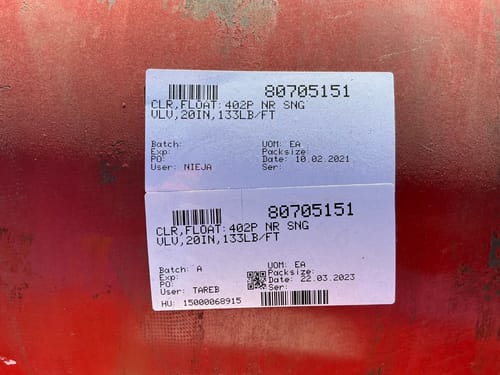 80705151
CLR,FLOAT:402P NR SNG
VLV,20IN,133LB/FT
Batch: UOM: EA
Exp: Packsize:
PO: Date: 10.02.2021
User: NIEJA Ser:
80705151
CLR,FLOAT:402P NR SNG
VLV,20IN,133LB/FT
Batch: A UOM: EA
Exp: Packsize:
PO: Date: 22.03.2023
User: TAREB Ser:
HU: 15000068915